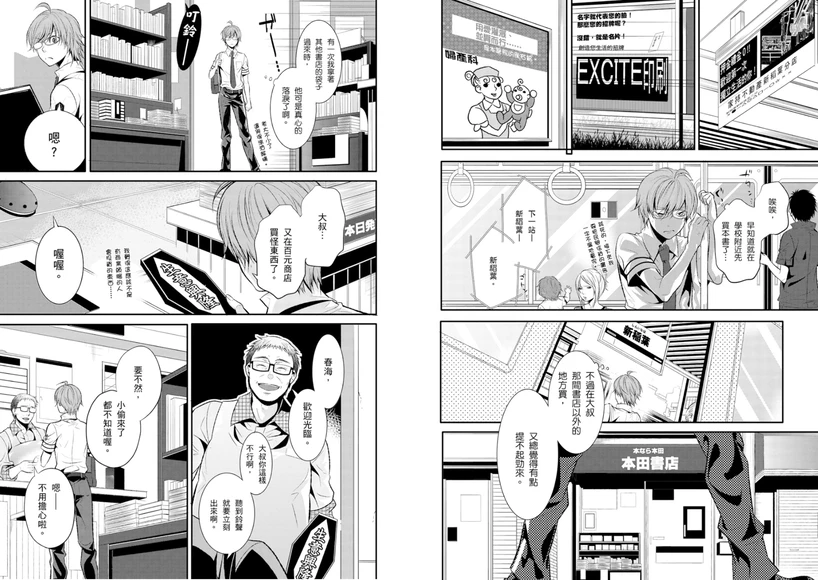 名字就代表您的臉！
那麼您的招牌呢？
沒錯，就是名片！
創造您生活的招牌
EXCITE印刷
婦產科
唉唉，
早知道就在
學校附近先
買本書了…
下一站—
新稻葉—
新稻葉。
新稻葉
不過在大叔
那間書店以外的
地方買，
又總覺得有點
提不起勁來。
本なら本田
本田書店
有一次我拿著
其他書店的袋子
過來時，
他可是真心的
落淚了啊。
叮鈴—
嗯？
大叔！
又在百元商店
買怪東西了。
本日発
喔喔。
春海，
歡迎光臨。
大叔你這樣
不行啊。
聽到鈴聲
就要立刻
出來啊。
要不然，
小偷來了
都不知道喔。
嗯—
不用擔心啦。